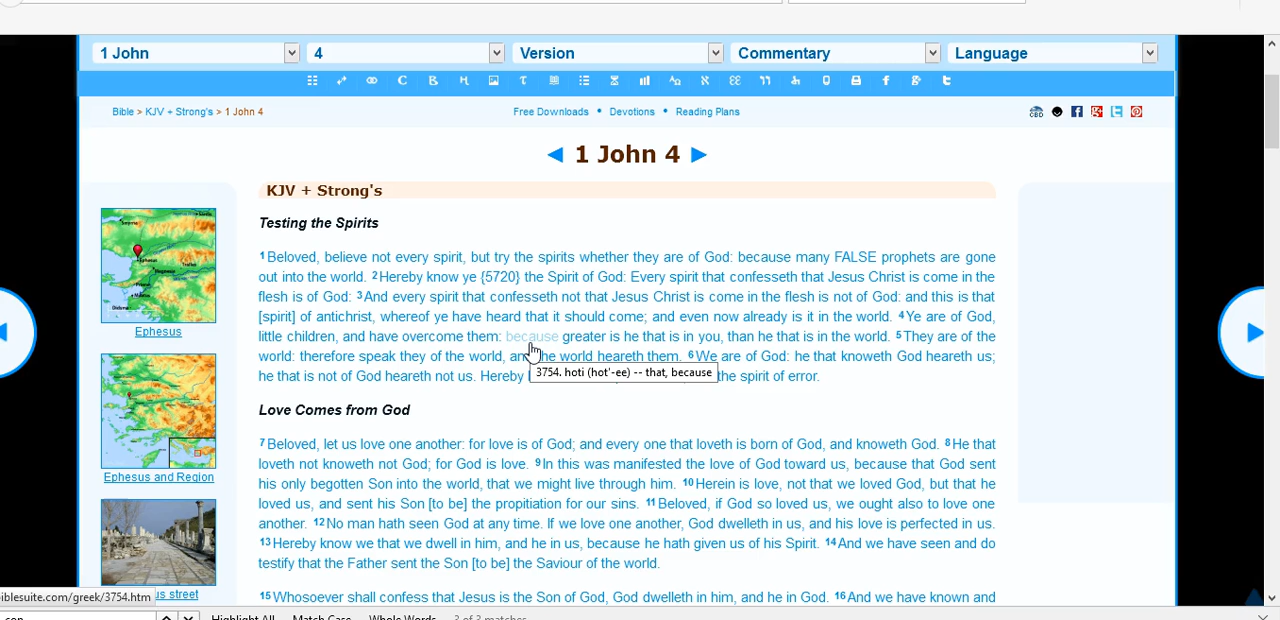 1 John 4 Version Commentary Language
Bible > KJV + Strong's > 1 John 4 Free Downloads • Devotions • Reading Plans
CBD
◄ 1 John 4 ►
KJV + Strong's
Testing the Spirits
1Beloved, believe not every spirit, but try the spirits whether they are of God: because many FALSE prophets are gone
out into the world. 2Hereby know ye {5720} the Spirit of God: Every spirit that confesseth that Jesus Christ is come in the
flesh is of God: 3And every spirit that confesseth not that Jesus Christ is come in the flesh is not of God: and this is that
[spirit] of antichrist, whereof ye have heard that it should come; and even now already is it in the world. 4Ye are of God,
little children, and have overcome them: because greater is he that is in you, than he that is in the world. 5They are of the
world: therefore speak they of the world, and the world heareth them. 6We are of God: he that knoweth God heareth us;
3754. hoti (hot'-ee) -- that, because
he that is not of God heareth not us. Hereby the spirit of error.
Love Comes from God
7Beloved, let us love one another: for love is of God; and every one that loveth is born of God, and knoweth God. 8He that
loveth not knoweth not God; for God is love. 9In this was manifested the love of God toward us, because that God sent
his only begotten Son into the world, that we might live through him. 10Herein is love, not that we loved God, but that he
loved us, and sent his Son [to be] the propitiation for our sins. 11Beloved, if God so loved us, we ought also to love one
another. 12No man hath seen God at any time. If we love one another, God dwelleth in us, and his love is perfected in us.
13Hereby know we that we dwell in him, and he in us, because he hath given us of his Spirit. 14And we have seen and do
testify that the Father sent the Son [to be] the Saviour of the world.
15Whosoever shall confess that Jesus is the Son of God, God dwelleth in him, and he in God. 16And we have known and
Ephesus
Ephesus and Region
us street
iblesuite.com/greek/3754.htm
con Highlight All Match Case Whole Words 3 of 3 matches